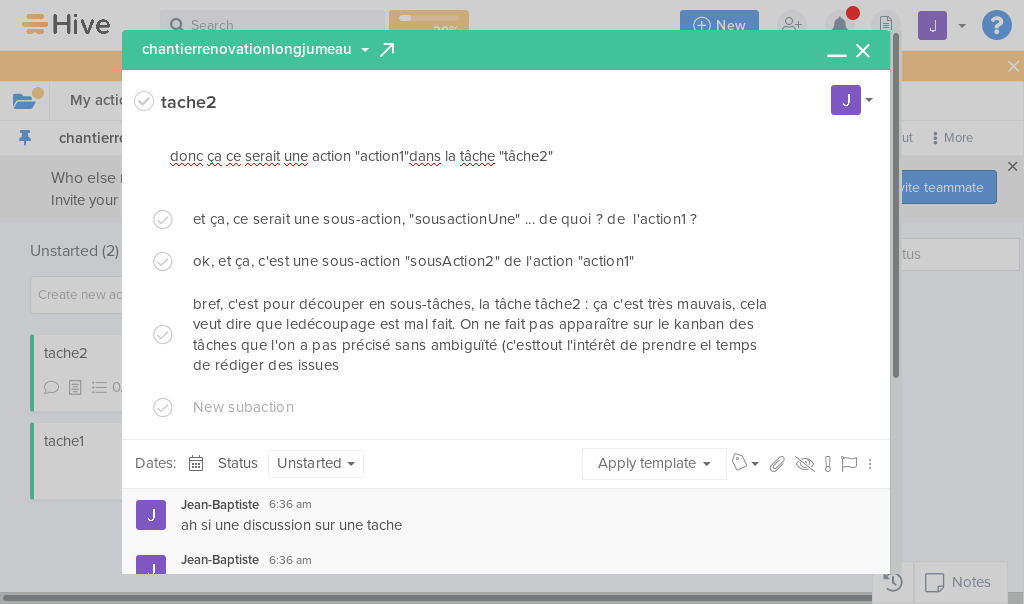 Hive
Search
20%
New
J
?
chantierrenovationlongjumeau
My actio
chantierre
ut
More
tache2
J
donc ça ce serait une action "action1"dans la tâche "tâche2"
Who else n
Invite your
vite teammate
et ça, ce serait une sous-action, "sousactionUne" ... de quoi ? de l'action1 ?
Unstarted (2)
tus
ok, et ça, c'est une sous-action "sousAction2" de l'action "action1"
Create new ac
bref, c'est pour découper en sous-tâches, la tâche tâche2 : ça c'est très mauvais, cela
veut dire que ledécoupage est mal fait. On ne fait pas apparaître sur le kanban des
tâches que l'on a pas précisé sans ambiguïté (c'esttout l'intérêt de prendre el temps
de rédiger des issues
tache2
0
New subaction
tache1
Dates:
Status
Unstarted
Apply template
J
Jean-Baptiste 6:36 am
ah si une discussion sur une tache
J
Jean-Baptiste 6:36 am
Notes